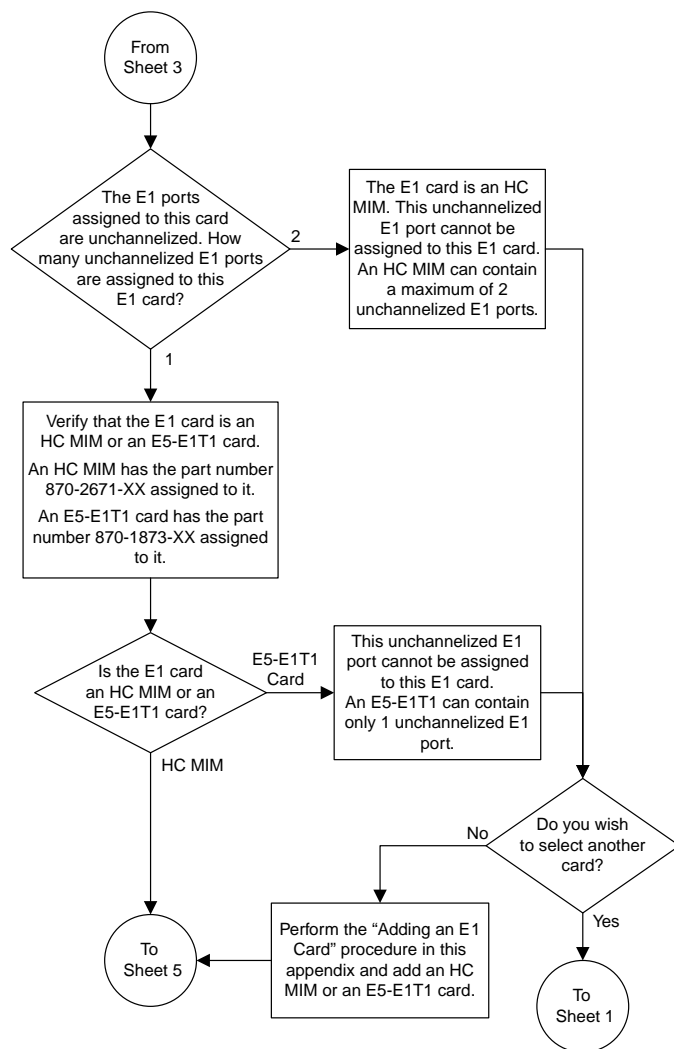 From
Sheet 3
The E1 ports
assigned to this card
are unchannelized. How
many unchannelized E1 ports
are assigned to this
E1 card?
2
The E1 card is an HC
MIM. This unchannelized
E1 port cannot be
assigned to this E1 card.
An HC MIM can contain
a maximum of 2
unchannelized E1 ports.
1
Verify that the E1 card is an
HC MIM or an E5-E1T1 card.
An HC MIM has the part number
870-2671-XX assigned to it.
An E5-E1T1 card has the part
number 870-1873-XX assigned
to it.
Is the E1 card
an HC MIM or an
E5-E1T1 card?
E5-E1T1
Card
This unchannelized E1
port cannot be assigned
to this E1 card.
An E5-E1T1 can contain
only 1 unchannelized E1
port.
HC MIM
Do you wish
to select another
card?
No
Yes
Perform the “Adding an E1
Card” procedure in this
appendix and add an HC
MIM or an E5-E1T1 card.
To
Sheet 5
To
Sheet 1